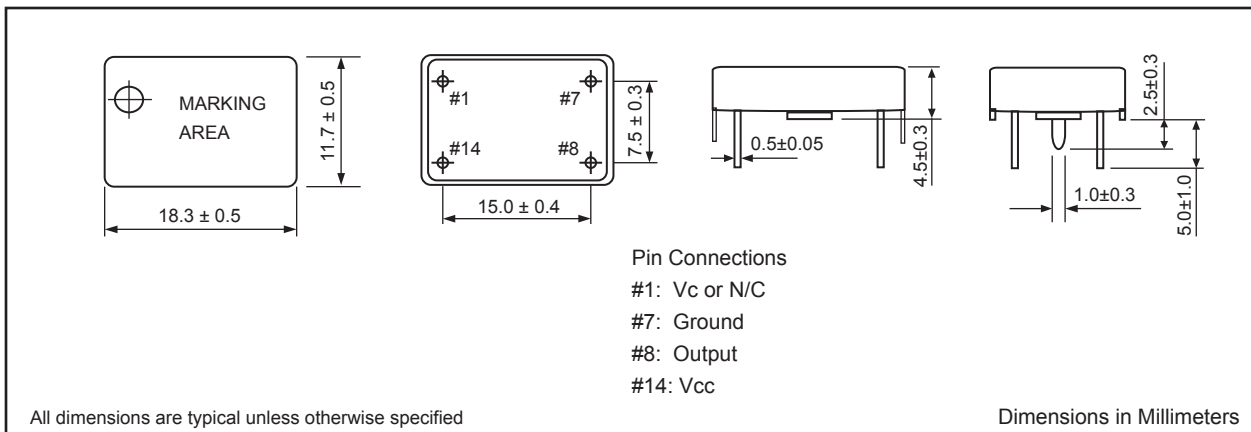 MARKING
AREA
11.7 ± 0.5
18.3 ± 0.5
#1
#7
#14
#8
7.5 ± 0.3
15.0 ± 0.4
0.5±0.05
4.5±0.3
2.5±0.3
1.0±0.3
5.0±1.0
Pin Connections
#1: Vc or N/C
#7: Ground
#8: Output
#14: Vcc
All dimensions are typical unless otherwise specified
Dimensions in Millimeters